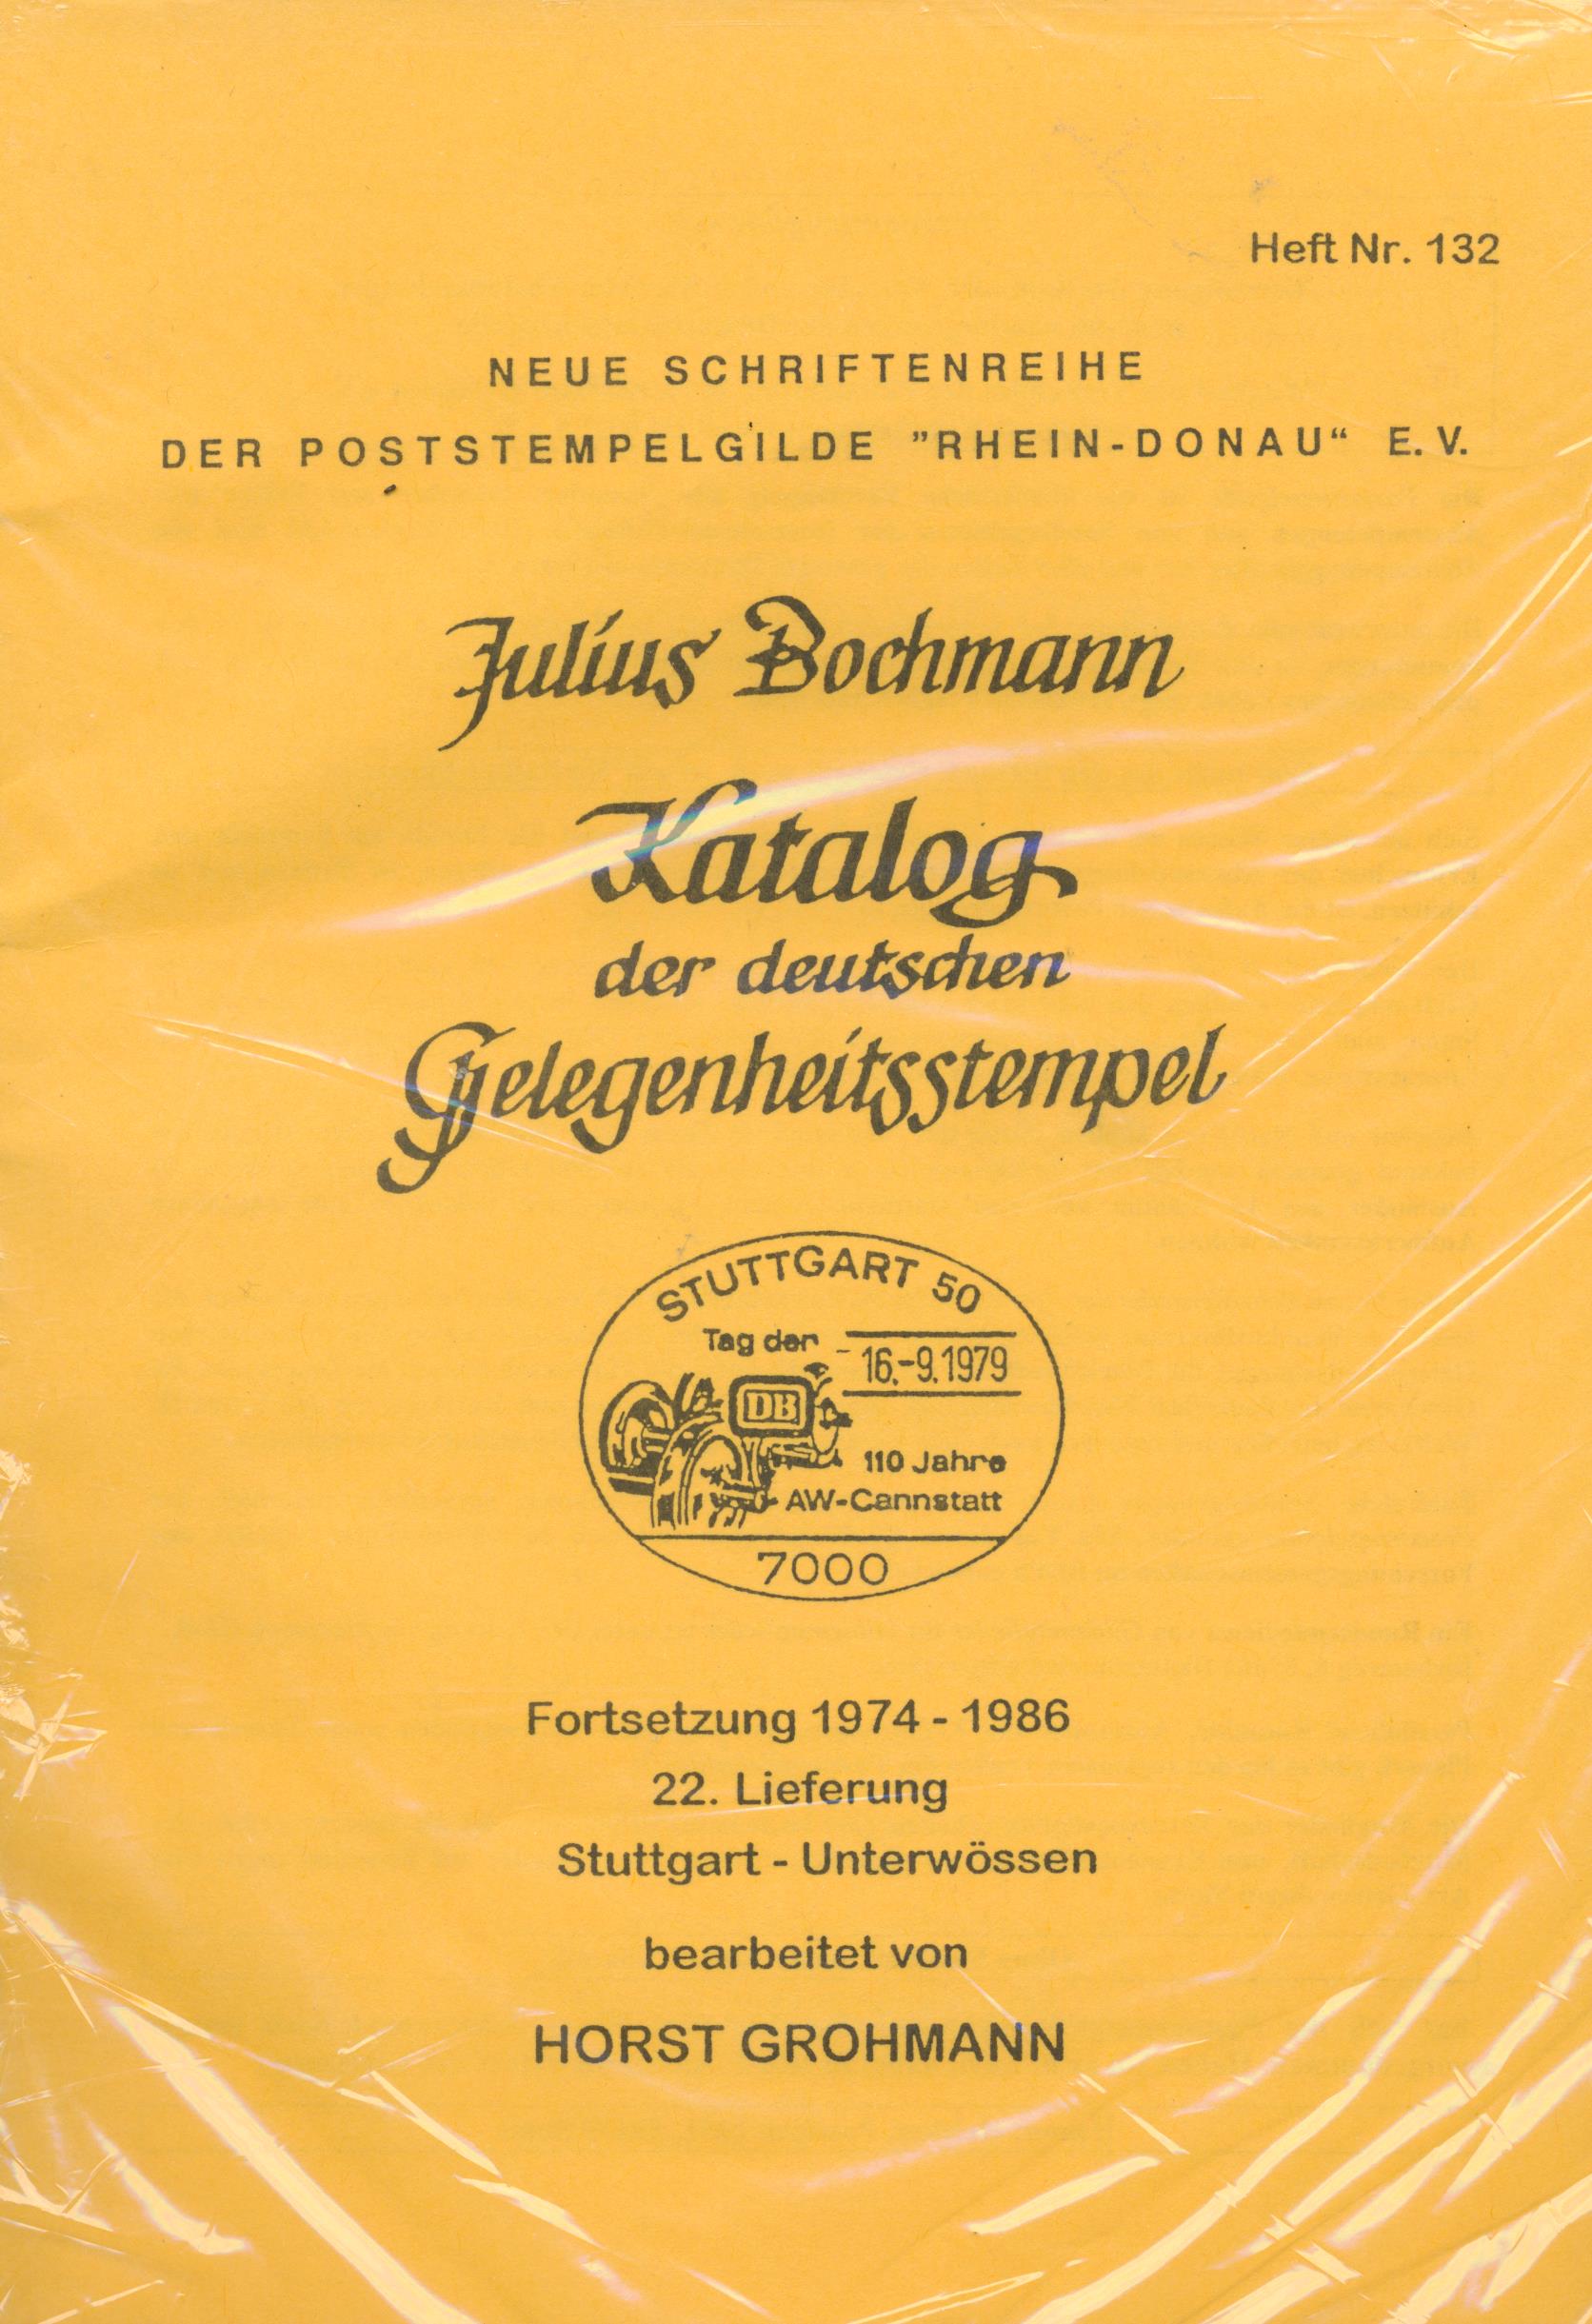 Heft Nr. 132
NEUE SCHRIFTENREIHE
DER POSTSTEMPELGILDE ”RHEIN-DONAU“ E.V.
Julius Bochmann
Katalog
der deutschen
Gelegenheitsstempel
STUTTGART 50
Tag der
-16.-9.1979
DB
110 Jahre
AW-Cannstatt
7000
Fortsetzung 1974 - 1986
22. Lieferung
Stuttgart - Unterwössen
bearbeitet von
HORST GROHMANN